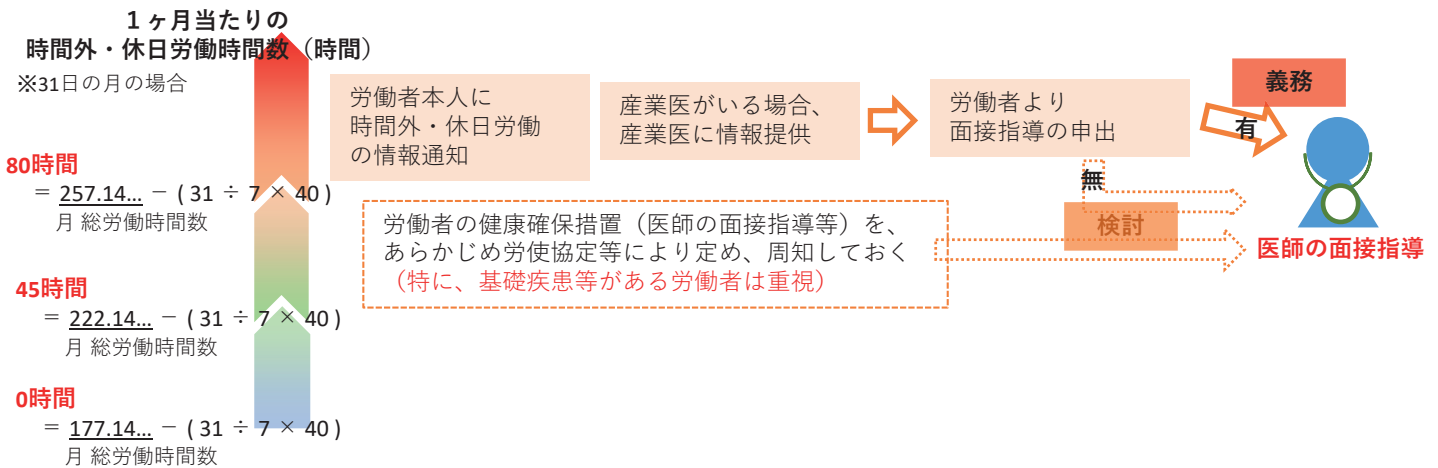 １ヶ月当たりの
時間外・休日労働時間数（時間）
※31日の月の場合
80時間
＝ 257.14... － ( 31 ÷ 7 × 40 )
月 総労働時間数
45時間
＝ 222.14... － ( 31 ÷ 7 × 40 )
月 総労働時間数
0時間
＝ 177.14... － ( 31 ÷ 7 × 40 )
月 総労働時間数
労働者本人に
時間外・休日労働
の情報通知
産業医がいる場合、
産業医に情報提供
労働者より
面接指導の申出
義務
有
無
検討
医師の面接指導
労働者の健康確保措置（医師の面接指導等）を、
あらかじめ労使協定等により定め、周知しておく
（特に、基礎疾患等がある労働者は重視）